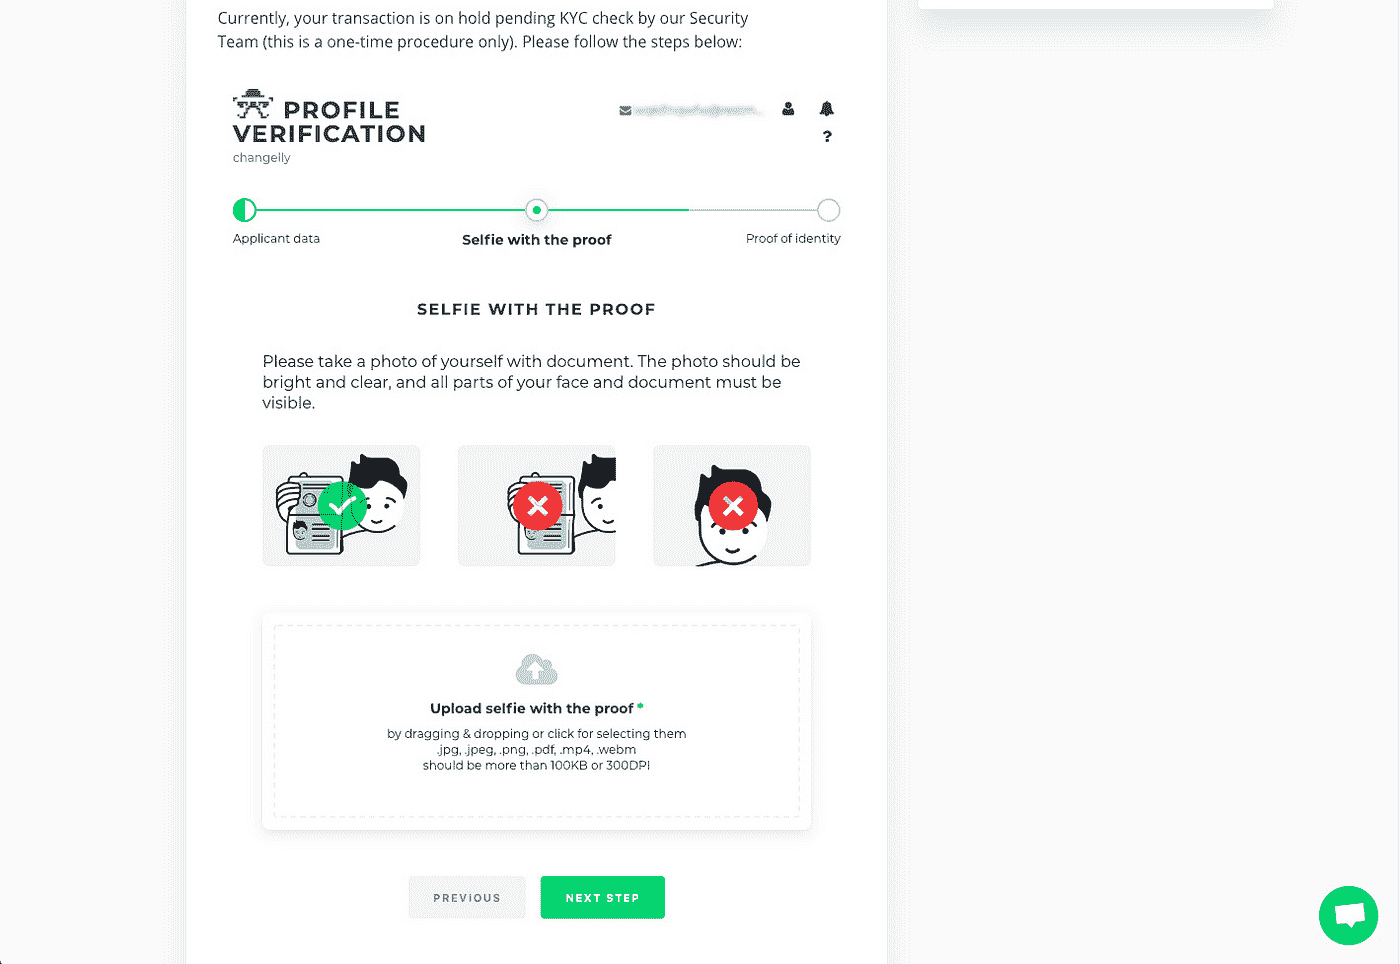 Currently, your transaction is on hold pending KYC check by our Security
Team (this is a one-time procedure only). Please follow the steps below:
PROFILE
VERIFICATION
changelly
?
Applicant data
Selfie with the proof
Proof of identity
SELFIE WITH THE PROOF
Please take a photo of yourself with document. The photo should be
bright and clear, and all parts of your face and document must be
visible.
Upload selfie with the proof *
by dragging & dropping or click for selecting them
.jpg, .jpeg, .png, .pdf, .mp4, .webm
should be more than 100KB or 300DPI
PREVIOUS
NEXT STEP